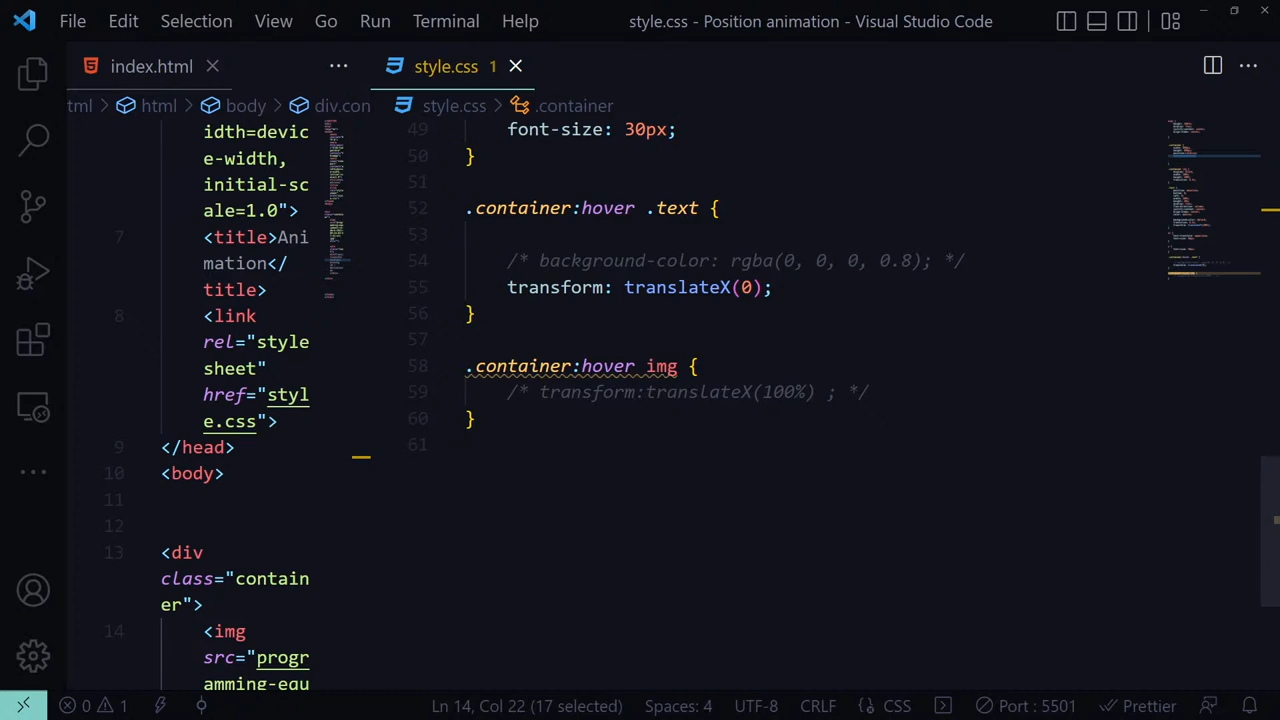 File Edit Selection View Go Run Terminal Help style.css - Position animation - Visual Studio Code
index.html style.css 1
tml > html > body > div.con style.css > .container
idth=devic
e-width,
initial-sc
ale=1.0">
7 <title>Ani
mation</
title>
8 <link
rel="style
sheet"
href="styl
e.css">
9 </head>
10 <body>
11
12
13 <div
class="contain
er">
14 <img
src="progr
amming-equ
49 font-size: 30px;
50 }
51
52 .container:hover .text {
53
54 /* background-color: rgba(0, 0, 0, 0.8); */
55 transform: translateX(0);
56 }
57
58 .container:hover img {
59 /* transform:translateX(100%) ; */
60 }
61
0 1 Ln 14, Col 22 (17 selected) Spaces: 4 UTF-8 CRLF CSS Port : 5501 Prettier